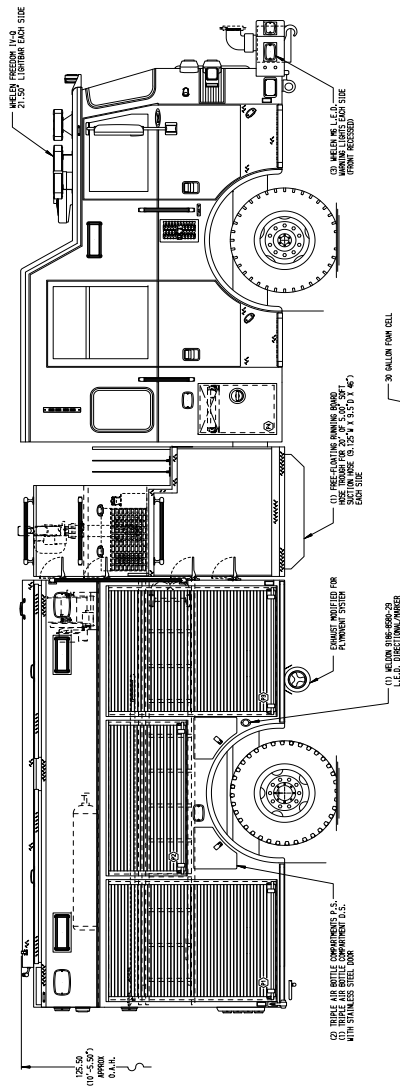 WHELEN FREEDOM IV-Q
21.50" LIGHTBAR EACH SIDE
(3) WHELEN M6 L.E.D.
WARNING LIGHTS EACH SIDE
(FRONT RECESSED)
30 GALLON FOAM CELL
(1) FREE-FLOATING RUNNING BOARD
HOSE TROUGH FOR 20' OF 5.00" SOFT
SUCTION HOSE (9.125"W X 9.5"D X 46")
EACH SIDE
EXHAUST MODIFIED FOR
PLYMOVENT SYSTEM
(1) WELDON 9186-8580-29
L.E.D. DIRECTIONAL/MARKER
(2) TRIPLE AIR BOTTLE COMPARTMENTS P.S.
(1) TRIPLE AIR BOTTLE COMPARTMENT D.S.
WITH STAINLESS STEEL DOOR
125.50
(10'-5.50")
APPROX
O.A.H.